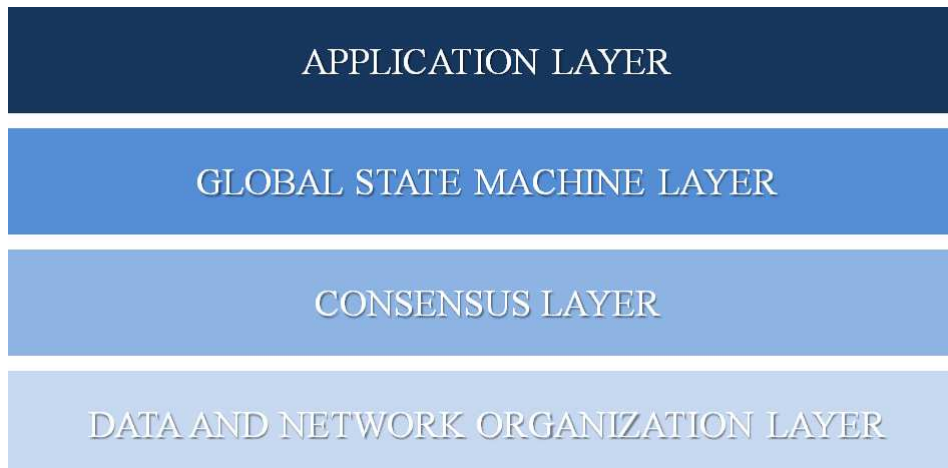 APPLICATION LAYER
GLOBAL STATE MACHINE LAYER
CONSENSUS LAYER
DATA AND NETWORK ORGANIZATION LAYER